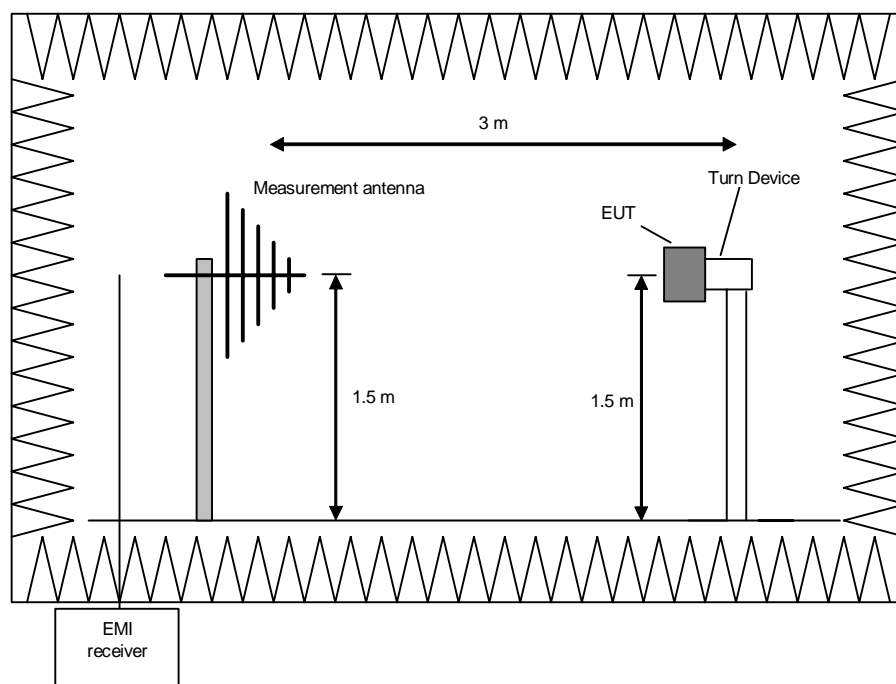 3 m
Measurement antenna
Turn Device
EUT
1.5 m
1.5 m
EMI
receiver